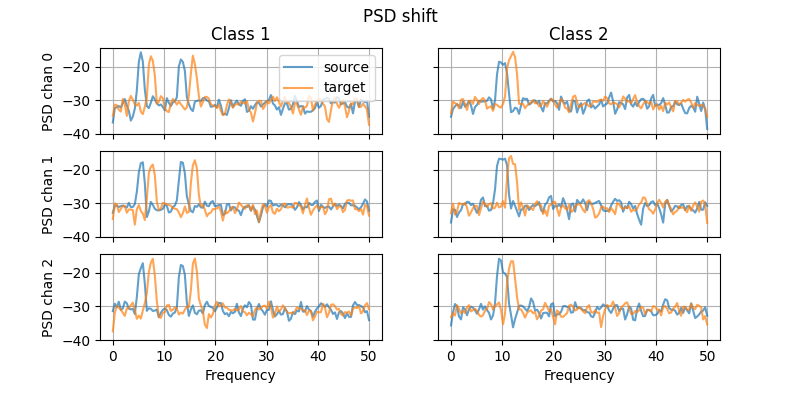 PSD shift
Class 1
Class 2
PSD chan 0
−20
−30
−40
source
target
PSD chan 1
−20
−30
−40
PSD chan 2
−20
−30
−40
0 10 20 30 40 50
0 10 20 30 40 50
Frequency
Frequency